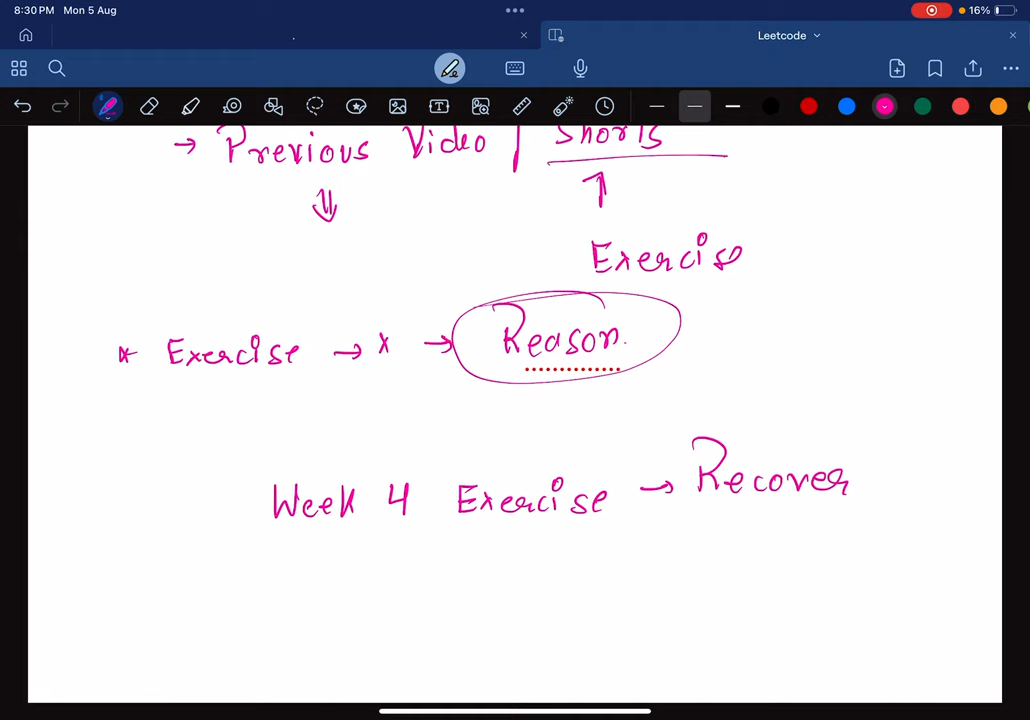 8:30 PM Mon 5 Aug
16%
Leetcode
→ Previous Video | Shorts
Exercise
* Exercise → x → Reason.
Week 4 Exercise → Recover